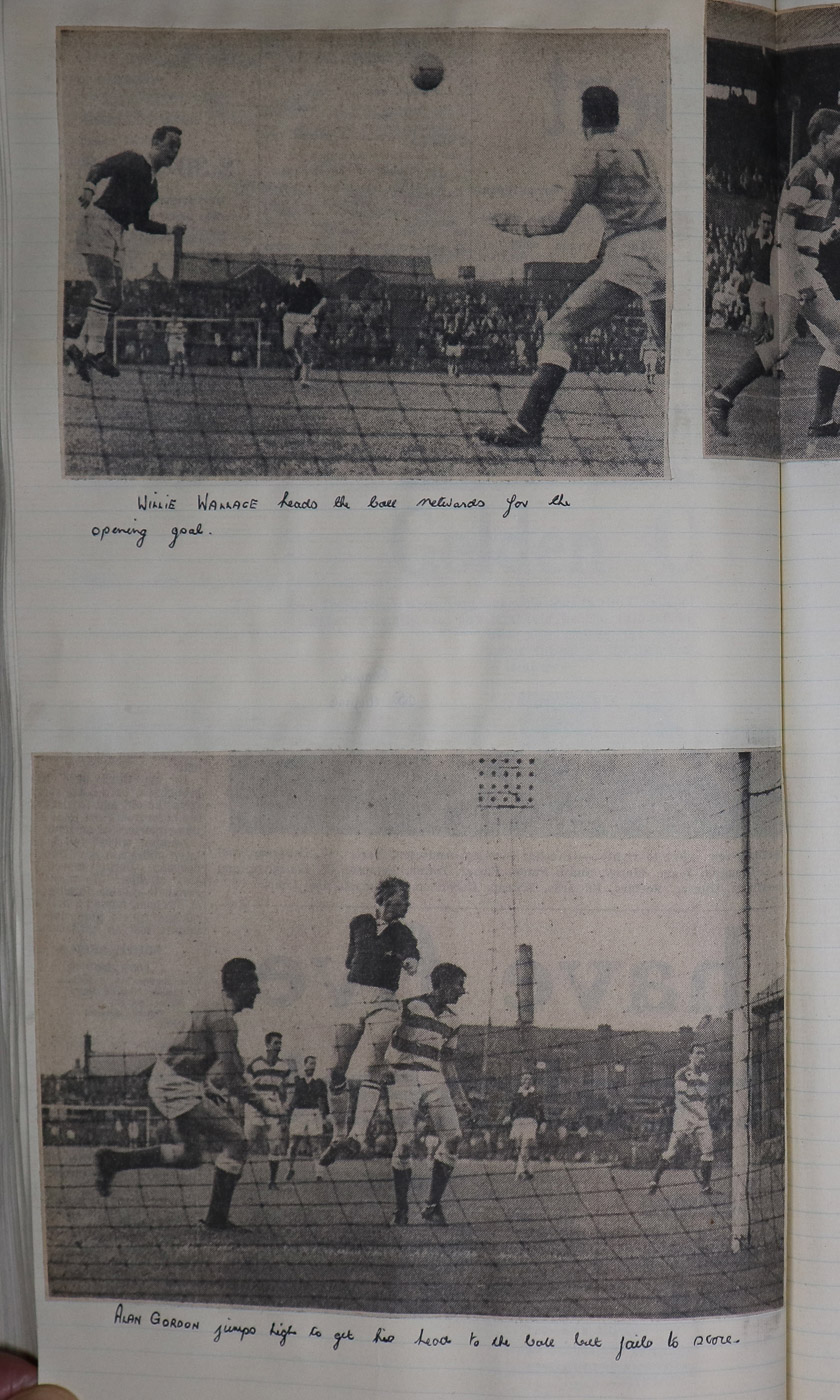 WILLIE WALLACE heads the ball netwards for the
opening goal.
ALAN GORDON jumps high to get his head to the ball but fails to score.